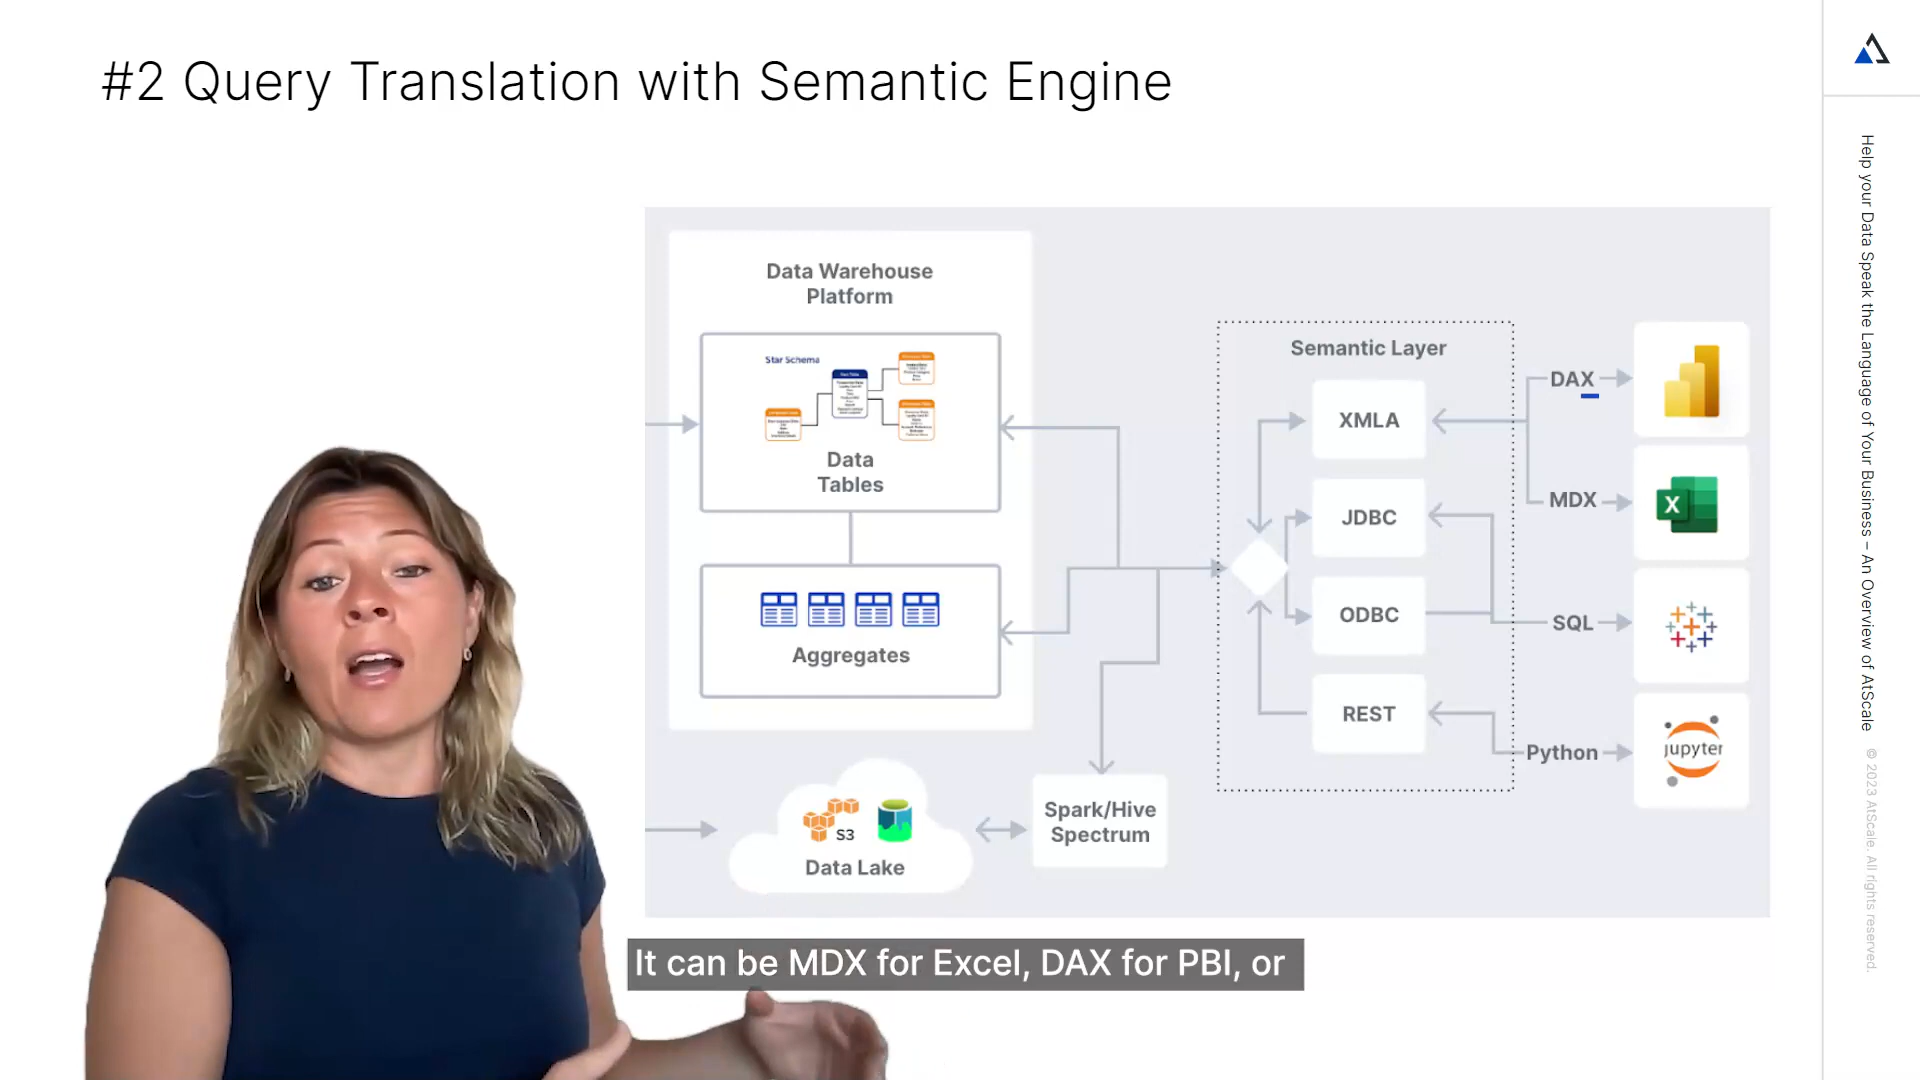 #2 Query Translation with Semantic Engine
Data Warehouse
Platform
Star Schema
Data
Tables
Aggregates
S3
Data Lake
Spark/Hive
Spectrum
Semantic Layer
XMLA
JDBC
ODBC
REST
DAX
MDX
SQL
Python
X
jupyter
It can be MDX for Excel, DAX for PBI, or
Help your Data Speak the Language of Your Business – An Overview of AtScale
© 2023 AtScale. All rights reserved.